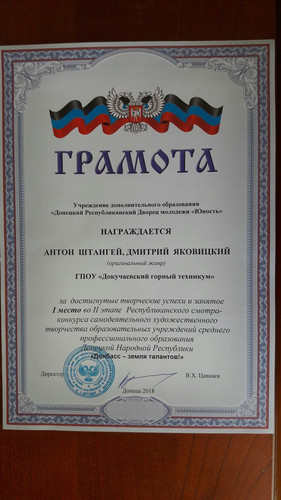 ГРАМОТА
Учреждение дополнительного образования
«Донецкий Республиканский Дворец молодежи «Юность»
НАГРАЖДАЕТСЯ
АНТОН ШТАНГЕЙ, ДМИТРИЙ ЯКОВИЦКИЙ
(оригинальный жанр)
ГПОУ «Докучаевский горный техникум»
за достигнутые творческие успехи и занятое
I место во II этапе Республиканского смотра-
конкурса самодеятельного художественного
творчества образовательных учреждений среднего
профессионального образования
Донецкой Народной Республики
«Донбасс – земля талантов!»
Директор
Донецк 2018